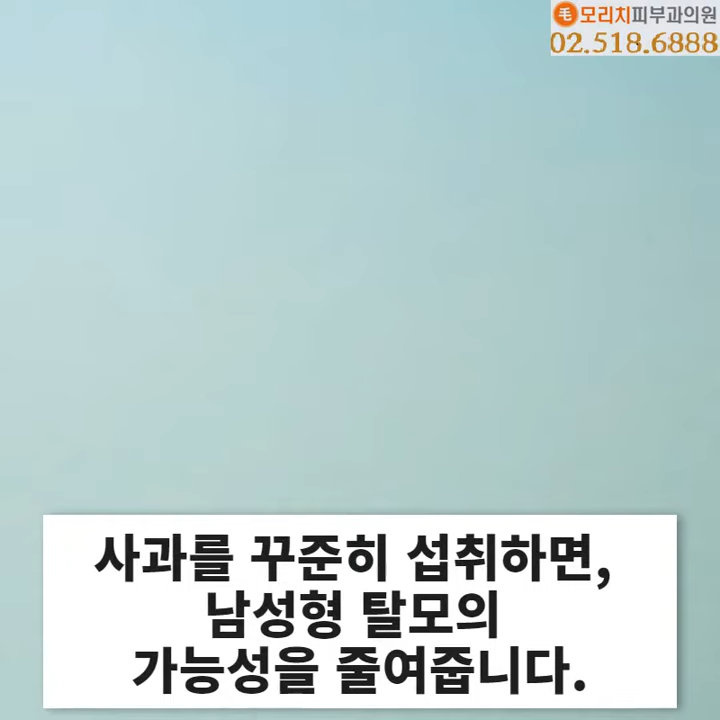 毛 모리치피부과의원
02.518.6888
사과를 꾸준히 섭취하면,
남성형 탈모의
가능성을 줄여줍니다.